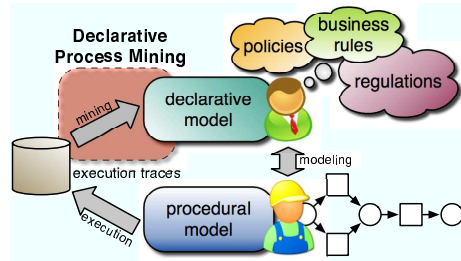 Declarative
Process Mining
policies
business
rules
regulations
mining
declarative
model
execution traces
modeling
execution
procedural
model